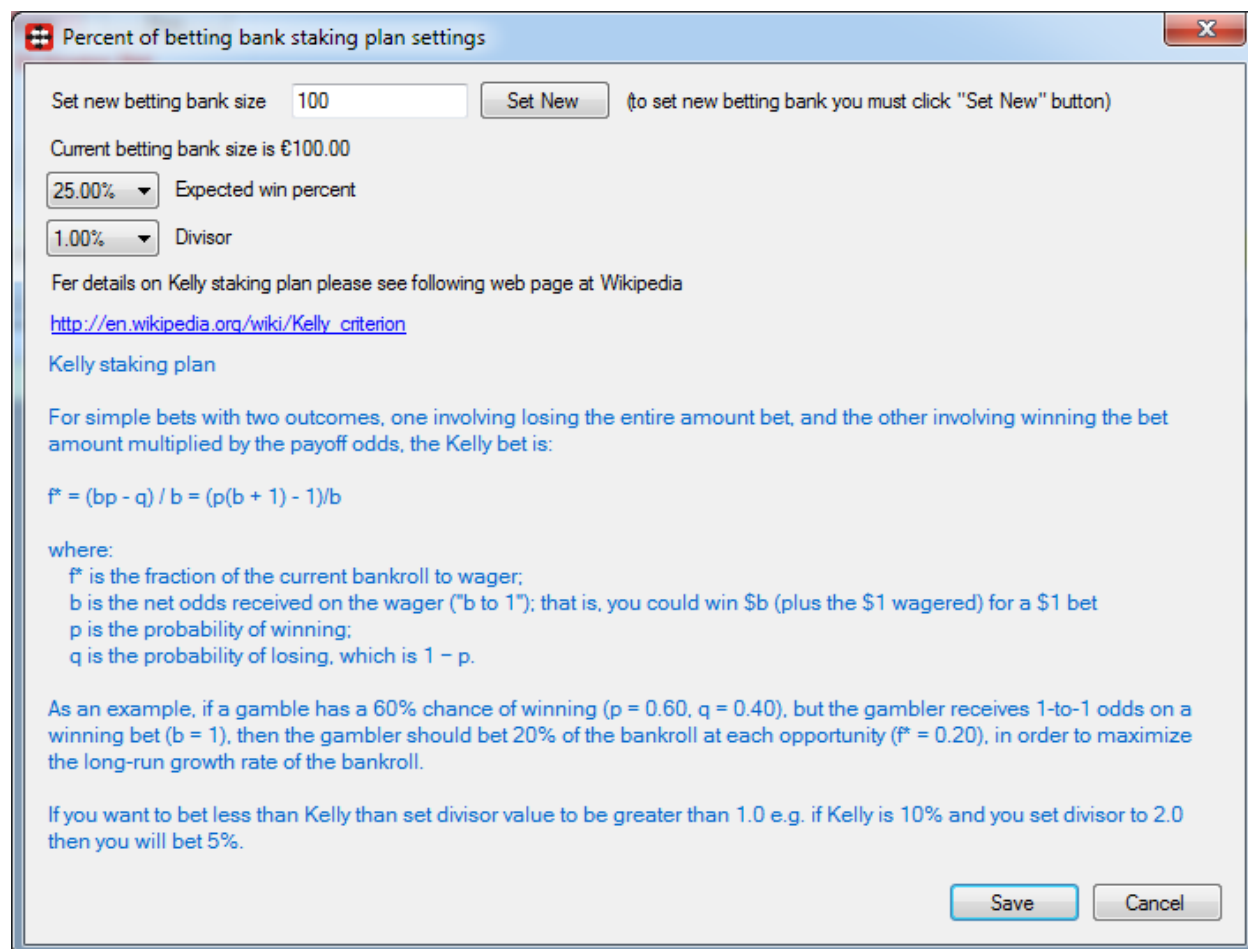 Percent of betting bank staking plan settings
Set new betting bank size 100 Set New (to set new betting bank you must click "Set New" button)
Current betting bank size is €100.00
25.00% Expected win percent
1.00% Divisor
Fer details on Kelly staking plan please see following web page at Wikipedia
http://en.wikipedia.org/wiki/Kelly_criterion
Kelly staking plan
For simple bets with two outcomes, one involving losing the entire amount bet, and the other involving winning the bet
amount multiplied by the payoff odds, the Kelly bet is:
f* = (bp - q) / b = (p(b + 1) - 1)/b
where:
f* is the fraction of the current bankroll to wager;
b is the net odds received on the wager ("b to 1"); that is, you could win $b (plus the $1 wagered) for a $1 bet
p is the probability of winning;
q is the probability of losing, which is 1 − p.
As an example, if a gamble has a 60% chance of winning (p = 0.60, q = 0.40), but the gambler receives 1-to-1 odds on a
winning bet (b = 1), then the gambler should bet 20% of the bankroll at each opportunity (f* = 0.20), in order to maximize
the long-run growth rate of the bankroll.
If you want to bet less than Kelly than set divisor value to be greater than 1.0 e.g. if Kelly is 10% and you set divisor to 2.0
then you will bet 5%.
Save Cancel